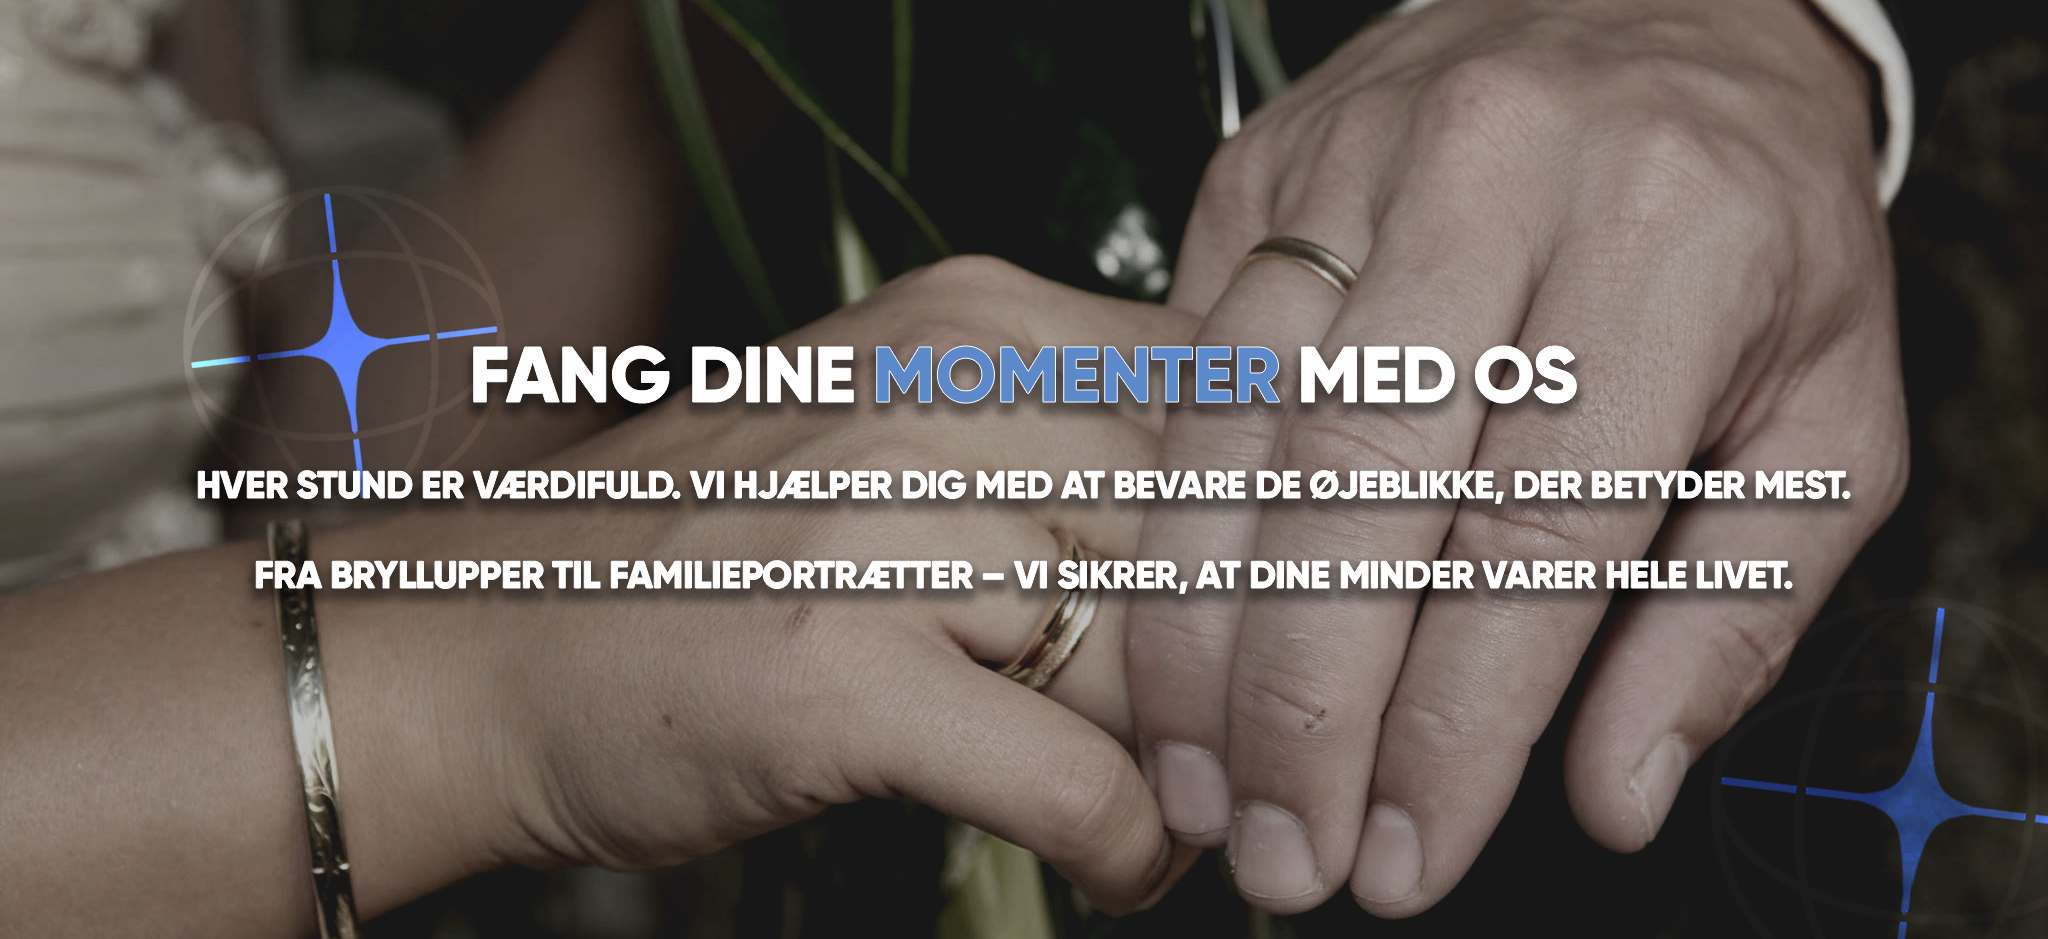 FANG DINE MOMENTER MED OS
HVER STUND ER VÆRDIFULD. VI HJÆLPER DIG MED AT BEVARE DE ØJEBLIKKE, DER BETYDER MEST.
FRA BRYLLUPPER TIL FAMILIEPORTRÆTTER – VI SIKRER, AT DINE MINDER VARER HELE LIVET.